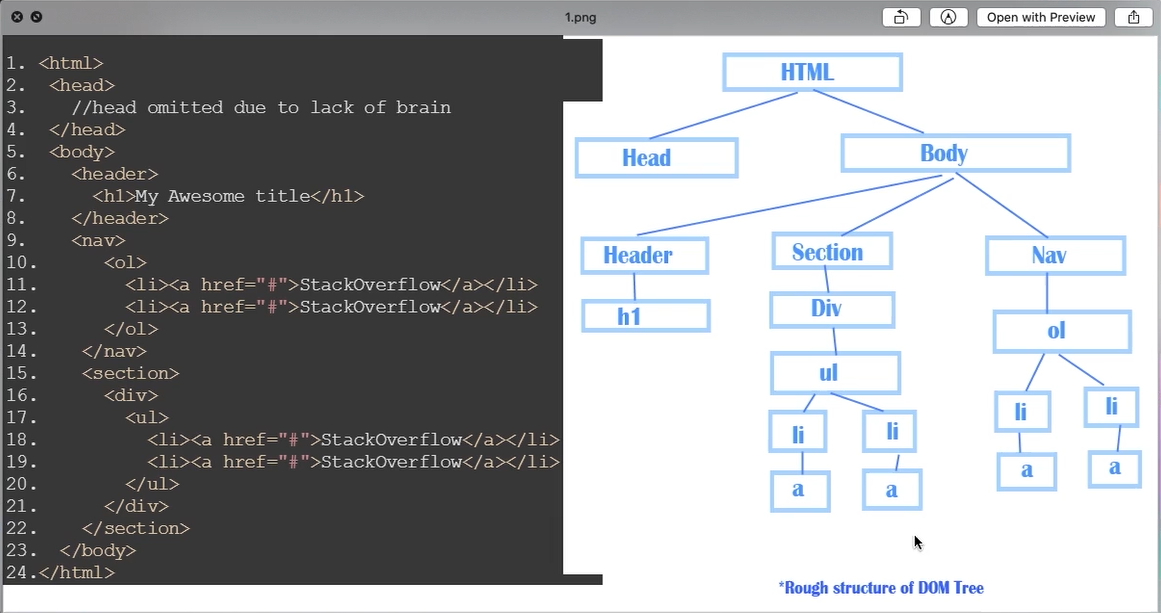 1.png
Open with Preview
1. <html>
2. <head>
3. //head omitted due to lack of brain
4. </head>
5. <body>
6. <header>
7. <h1>My Awesome title</h1>
8. </header>
9. <nav>
10. <ol>
11. <li><a href="#">StackOverflow</a></li>
12. <li><a href="#">StackOverflow</a></li>
13. </ol>
14. </nav>
15. <section>
16. <div>
17. <ul>
18. <li><a href="#">StackOverflow</a></li>
19. <li><a href="#">StackOverflow</a></li>
20. </ul>
21. </div>
22. </section>
23. </body>
24.</html>
HTML
Head Body
Header Section Nav
h1 Div ol
ul
li li li li
a a a a
*Rough structure of DOM Tree